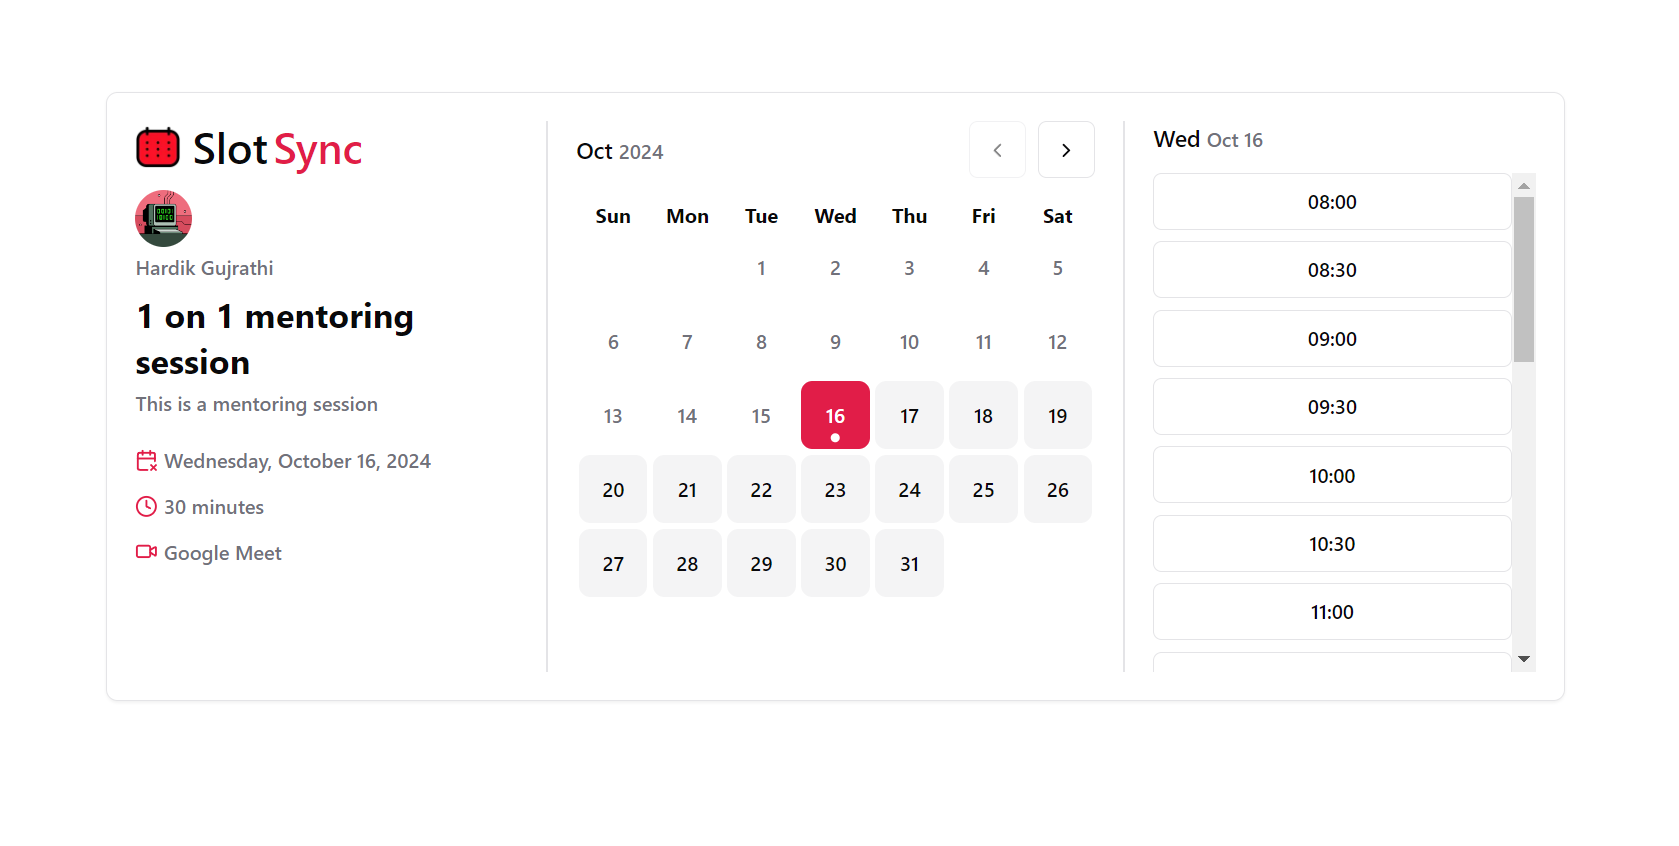 Slot Sync
Hardik Gujrathi
1 on 1 mentoring
session
This is a mentoring session
Wednesday, October 16, 2024
30 minutes
Google Meet
Oct 2024
Sun Mon Tue Wed Thu Fri Sat
1 2 3 4 5
6 7 8 9 10 11 12
13 14 15 16 17 18 19
20 21 22 23 24 25 26
27 28 29 30 31
Wed Oct 16
08:00
08:30
09:00
09:30
10:00
10:30
11:00